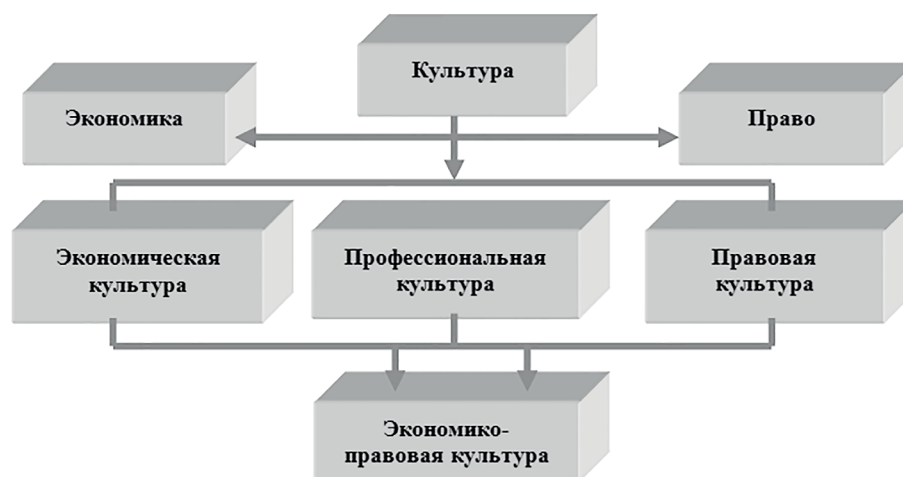 Культура
Экономика
Право
Экономическая
культура
Профессиональная
культура
Правовая
культура
Экономико-
правовая культура